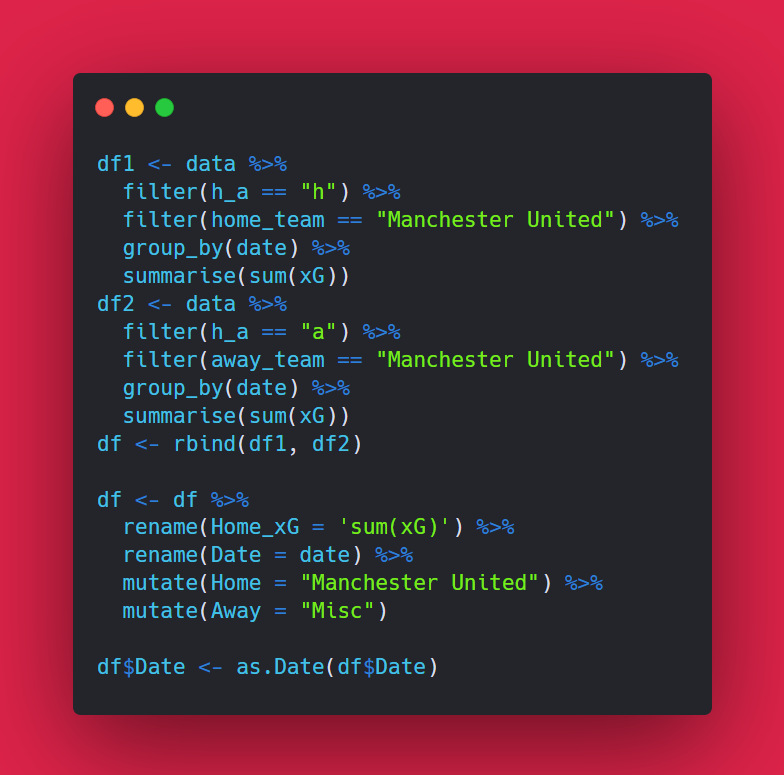 df1 <- data %>%
  filter(h_a == "h") %>%
  filter(home_team == "Manchester United") %>%
  group_by(date) %>%
  summarise(sum(xG))
df2 <- data %>%
  filter(h_a == "a") %>%
  filter(away_team == "Manchester United") %>%
  group_by(date) %>%
  summarise(sum(xG))
df <- rbind(df1, df2)

df <- df %>%
  rename(Home_xG = 'sum(xG)') %>%
  rename(Date = date) %>%
  mutate(Home = "Manchester United") %>%
  mutate(Away = "Misc")

df$Date <- as.Date(df$Date)